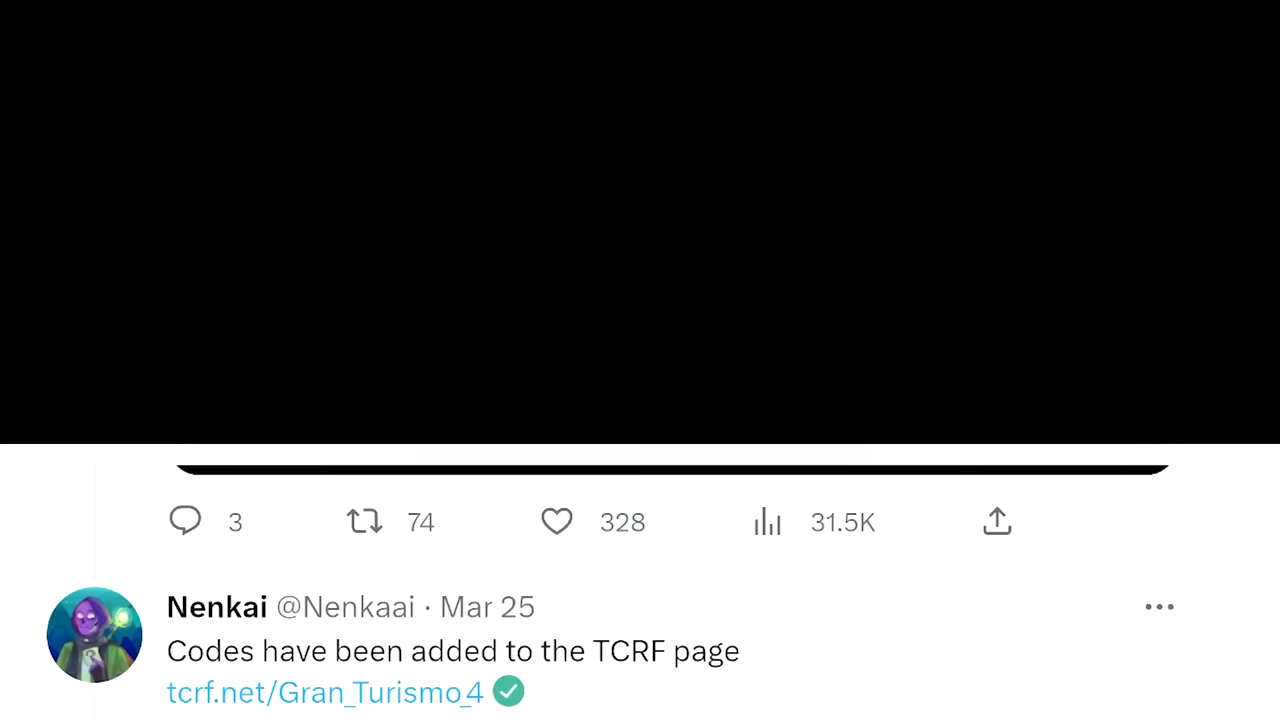 3 74 328 31.5K
Nenkai @Nenkaai · Mar 25
Codes have been added to the TCRF page
tcrf.net/Gran_Turismo_4